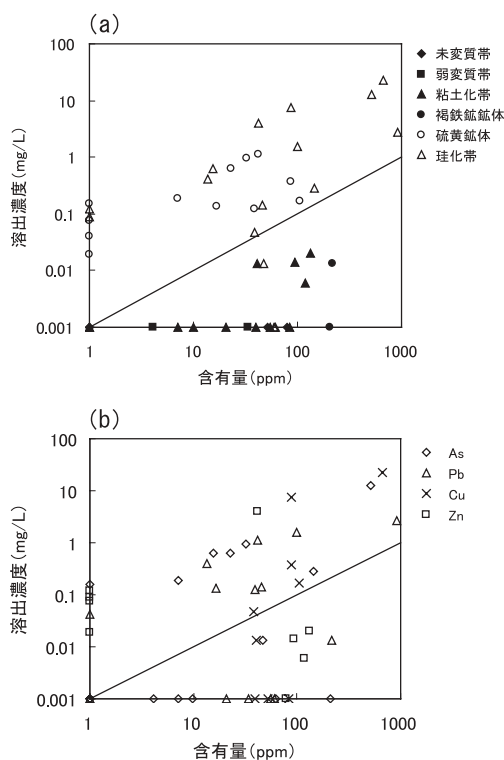 (a)
100
10
1
0.1
0.01
0.001
溶出濃度(mg/L)
1 10 100 1000
含有量(ppm)
未変質帯
弱変質帯
粘土化帯
褐鉄鉱鉱体
硫黄鉱体
珪化帯
(b)
100
10
1
0.1
0.01
0.001
溶出濃度(mg/L)
1 10 100 1000
含有量(ppm)
As
Pb
Cu
Zn